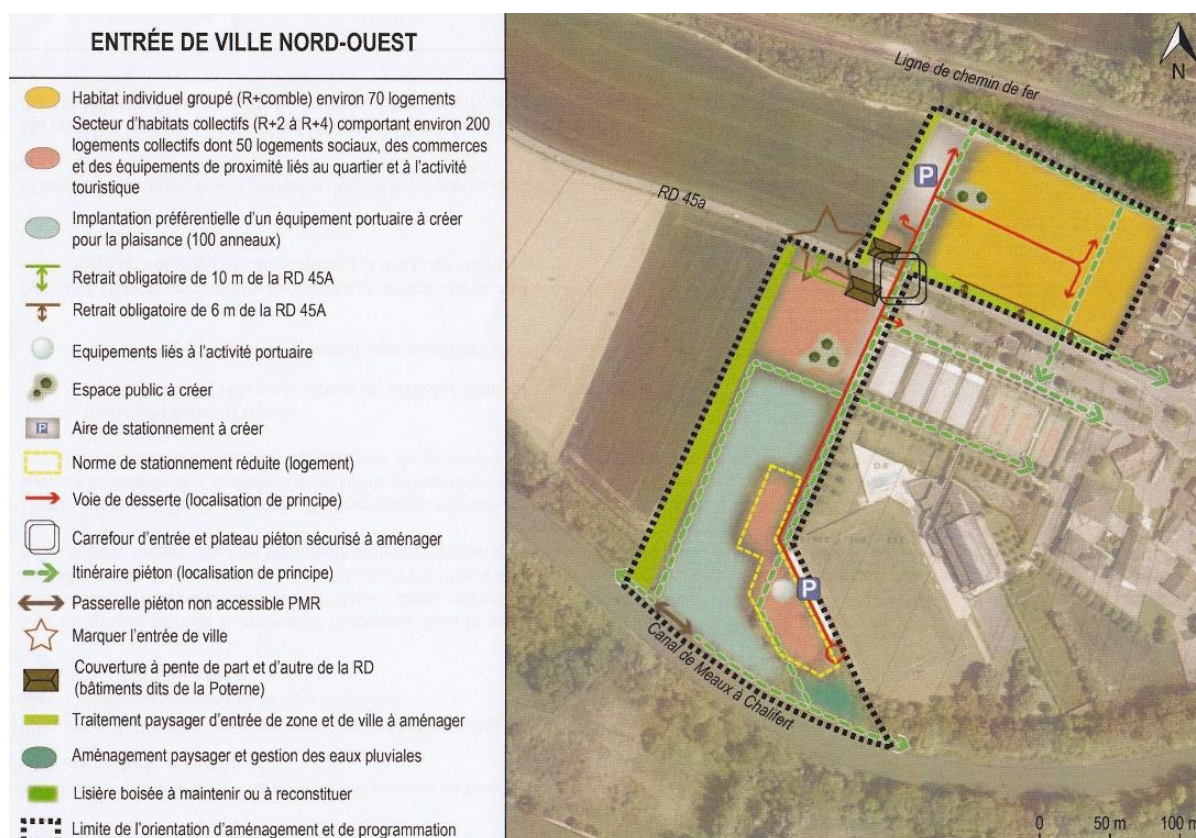 ENTRÉE DE VILLE NORD-OUEST
Habitat individuel groupé (R+comble) environ 70 logements
Secteur d'habitats collectifs (R+2 à R+4) comportant environ 200
logements collectifs dont 50 logements sociaux, des commerces
et des équipements de proximité liés au quartier et à l'activité
touristique
Implantation préférentielle d'un équipement portuaire à créer
pour la plaisance (100 anneaux)
Retrait obligatoire de 10 m de la RD 45A
Retrait obligatoire de 6 m de la RD 45A
Equipements liés à l'activité portuaire
Espace public à créer
P
Aire de stationnement à créer
Norme de stationnement réduite (logement)
Voie de desserte (localisation de principe)
Carrefour d'entrée et plateau piéton sécurisé à aménager
Itinéraire piéton (localisation de principe)
Passerelle piéton non accessible PMR
Marquer l'entrée de ville
Couverture à pente de part et d'autre de la RD
(bâtiments dits de la Poterne)
Traitement paysager d'entrée de zone et de ville à aménager
Aménagement paysager et gestion des eaux pluviales
Lisière boisée à maintenir ou à reconstituer
Limite de l'orientation d'aménagement et de programmation
Ligne de chemin de fer
N
RD 45a
P
P
Canal de Meaux à Chalifert
0 50 m 100 m